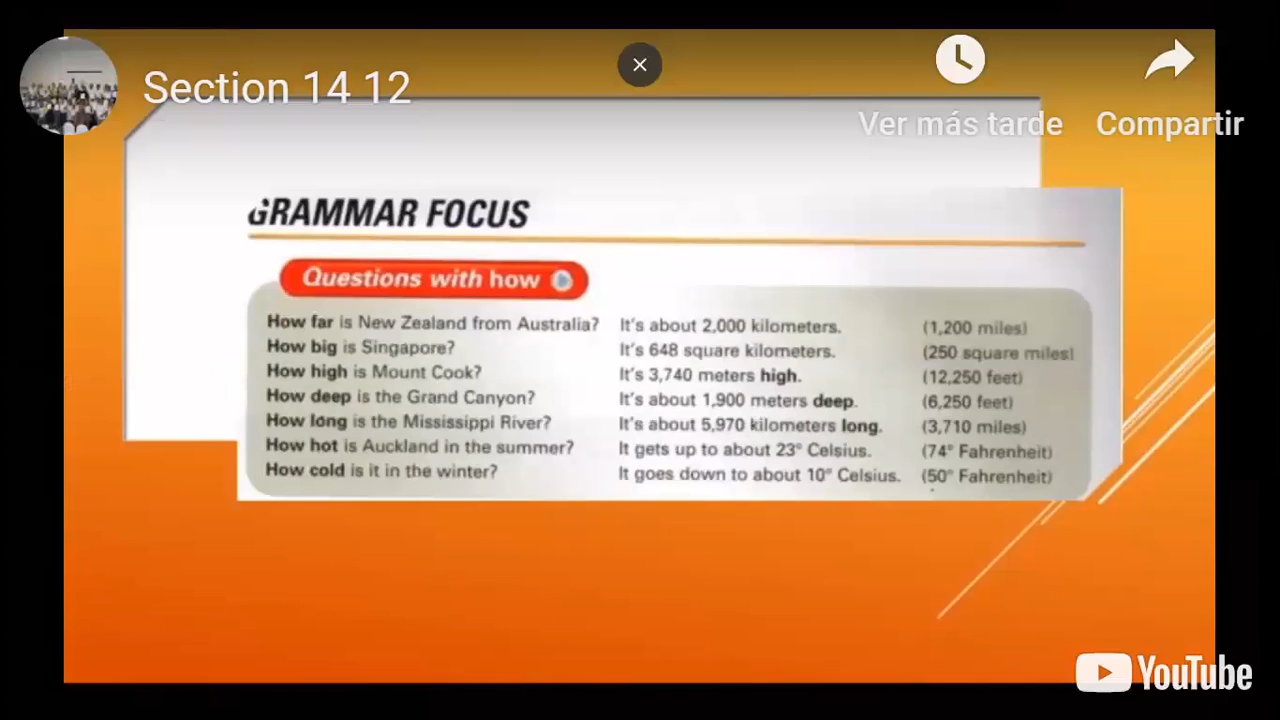 Section 14 12
Ver más tarde
Compartir
GRAMMAR FOCUS
Questions with how
How far is New Zealand from Australia? It's about 2,000 kilometers. (1,200 miles)
How big is Singapore? It's 648 square kilometers. (250 square miles)
How high is Mount Cook? It's 3,740 meters high. (12,250 feet)
How deep is the Grand Canyon? It's about 1,900 meters deep. (6,250 feet)
How long is the Mississippi River? It's about 5,970 kilometers long. (3,710 miles)
How hot is Auckland in the summer? It gets up to about 23° Celsius. (74° Fahrenheit)
How cold is it in the winter? It goes down to about 10° Celsius. (50° Fahrenheit)
YouTube